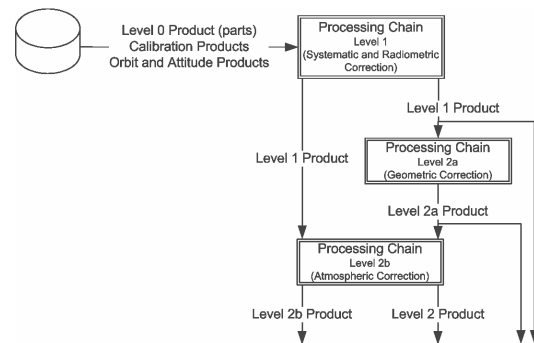 Level 0 Product (parts)
Calibration Products
Orbit and Attitude Products
Processing Chain
Level 1
(Systematic and Radiometric
Correction)
Level 1 Product
Processing Chain
Level 2a
(Geometric Correction)
Level 1 Product
Level 2a Product
Processing Chain
Level 2b
(Atmospheric Correction)
Level 2b Product
Level 2 Product